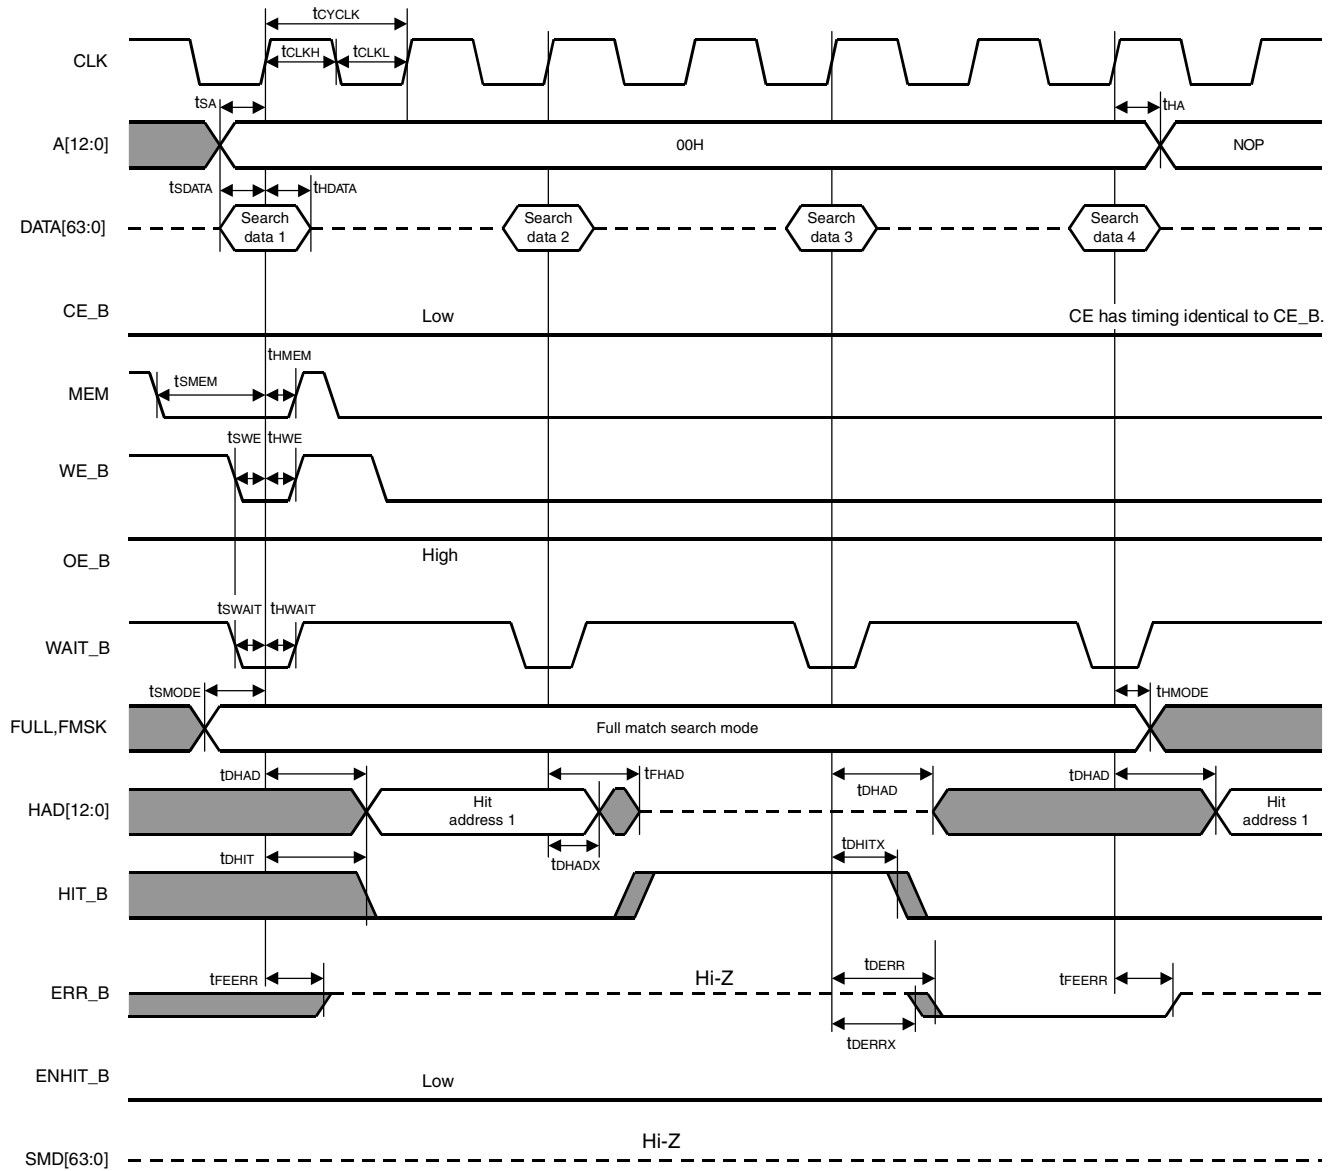 tCYCLK
CLK
tCLKH
tCLKL
tSA
tHA
A[12:0]
00H
NOP
tSDATA
tHDATA
DATA[63:0]
Search
data 1
Search
data 2
Search
data 3
Search
data 4
CE_B
Low
CE has timing identical to CE_B.
tHMEM
MEM
tSMEM
tSWE
tHWE
WE_B
OE_B
High
tSWAIT
tHWAIT
WAIT_B
tSMODE
tHMODE
FULL,FMSK
Full match search mode
tDHAD
tFHAD
tDHAD
tDHAD
HAD[12:0]
Hit
address 1
Hit
address 1
tDHIT
tDHADX
tDHITX
HIT_B
tFEERR
Hi-Z
tDERR
tFEERR
ERR_B
tDERRX
ENHIT_B
Low
Hi-Z
SMD[63:0]